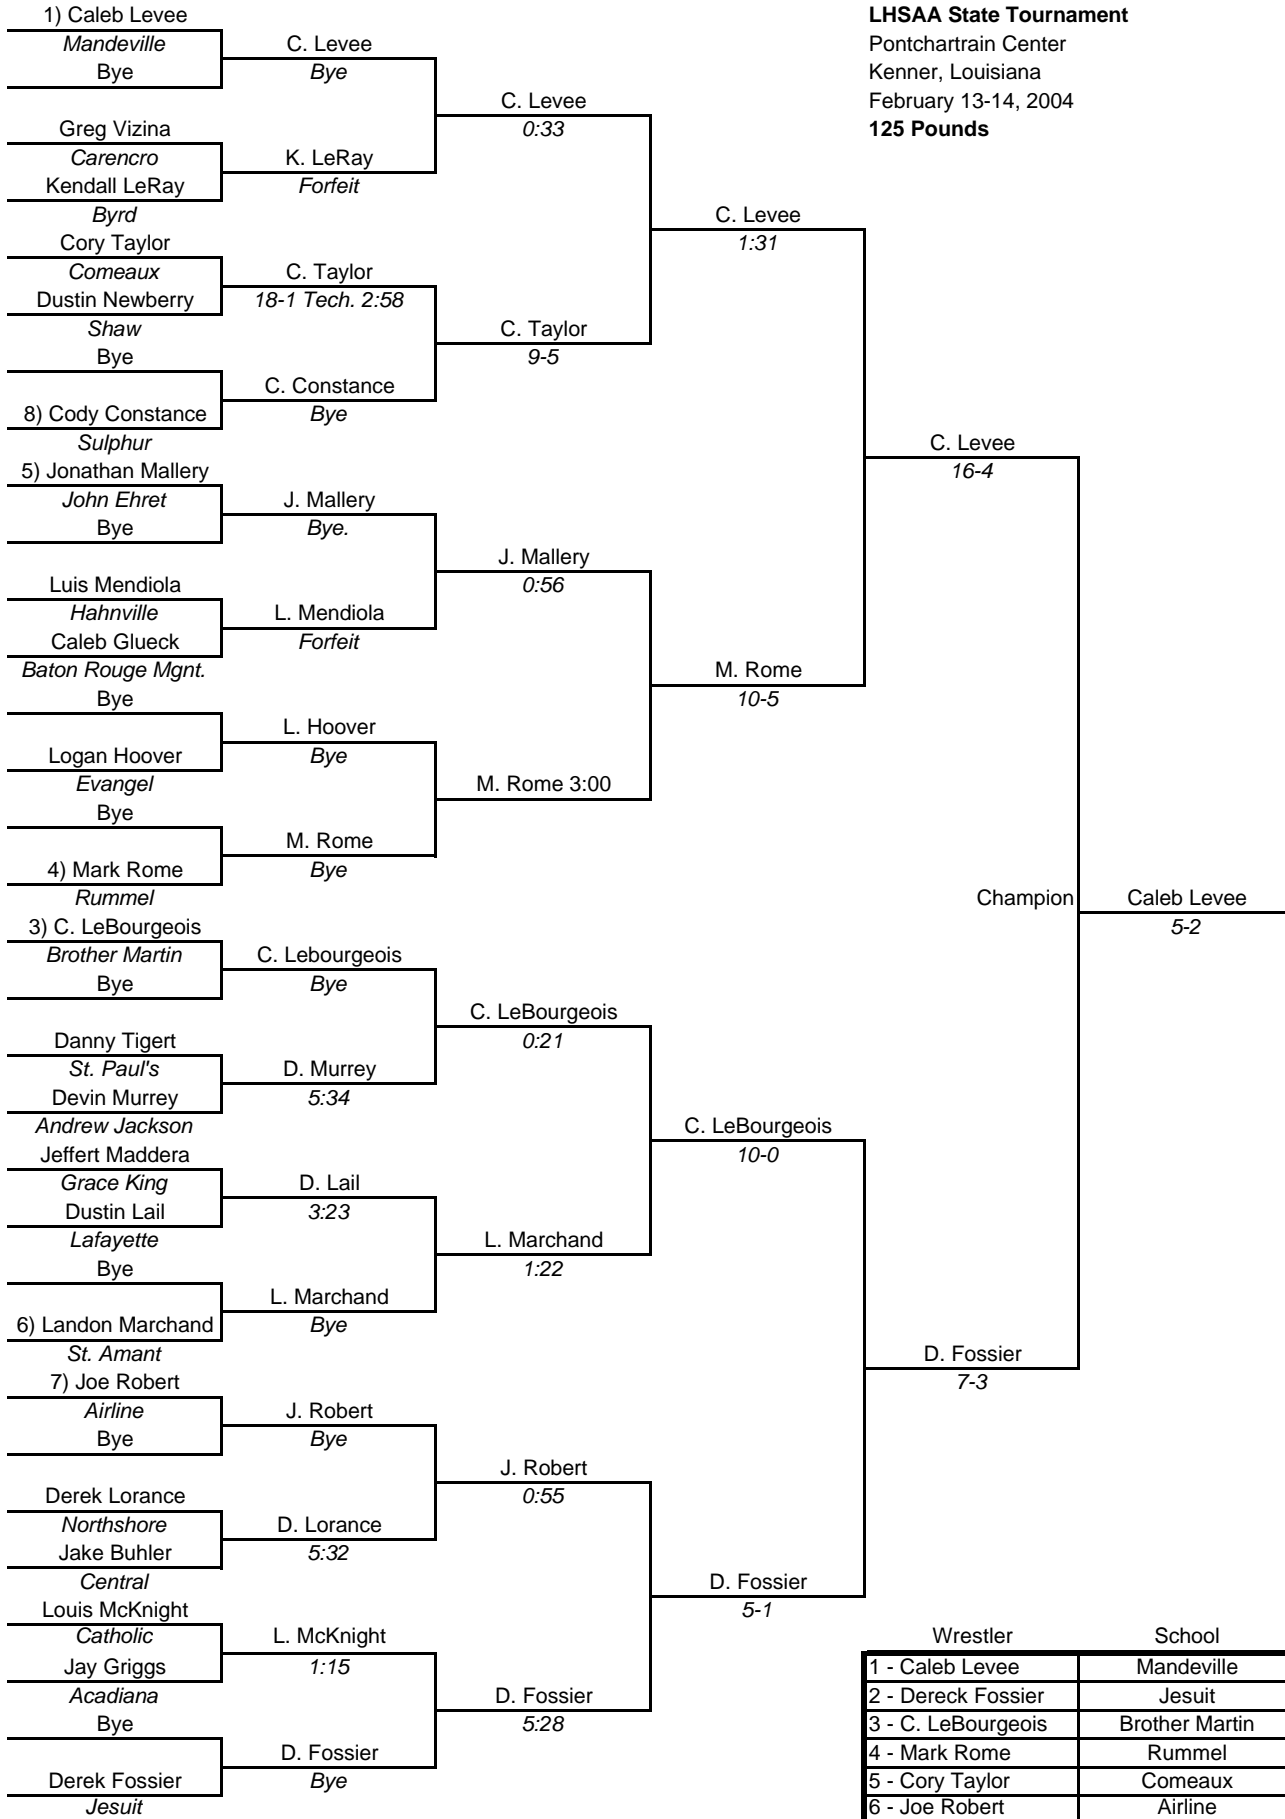 LHSAA State Tournament
Pontchartrain Center
Kenner, Louisiana
February 13-14, 2004
125 Pounds
1) Caleb Levee
Mandeville
Bye
Greg Vizina
Carencro
Kendall LeRay
Byrd
Cory Taylor
Comeaux
Dustin Newberry
Shaw
Bye
8) Cody Constance
Sulphur
5) Jonathan Mallery
John Ehret
Bye
Luis Mendiola
Hahnville
Caleb Glueck
Baton Rouge Mgnt.
Bye
Logan Hoover
Evangel
Bye
4) Mark Rome
Rummel
3) C. LeBourgeois
Brother Martin
Bye
Danny Tigert
St. Paul's
Devin Murrey
Andrew Jackson
Jeffert Maddera
Grace King
Dustin Lail
Lafayette
Bye
6) Landon Marchand
St. Amant
7) Joe Robert
Airline
Bye
Derek Lorance
Northshore
Jake Buhler
Central
Louis McKnight
Catholic
Jay Griggs
Acadiana
Bye
Derek Fossier
Jesuit
C. Levee
Bye
K. LeRay
Forfeit
C. Taylor
18-1 Tech. 2:58
C. Constance
Bye
J. Mallery
Bye.
L. Mendiola
Forfeit
L. Hoover
Bye
M. Rome
Bye
C. Lebourgeois
Bye
D. Murrey
5:34
D. Lail
3:23
L. Marchand
Bye
J. Robert
Bye
D. Lorance
5:32
L. McKnight
1:15
D. Fossier
Bye
C. Levee
0:33
C. Taylor
9-5
J. Mallery
0:56
M. Rome 3:00
C. LeBourgeois
0:21
L. Marchand
1:22
J. Robert
0:55
D. Fossier
5:28
C. Levee
1:31
M. Rome
10-5
C. LeBourgeois
10-0
D. Fossier
5-1
C. Levee
16-4
D. Fossier
7-3
Champion
Caleb Levee
5-2
Wrestler School
1 - Caleb Levee Mandeville
2 - Dereck Fossier Jesuit
3 - C. LeBourgeois Brother Martin
4 - Mark Rome Rummel
5 - Cory Taylor Comeaux
6 - Joe Robert Airline